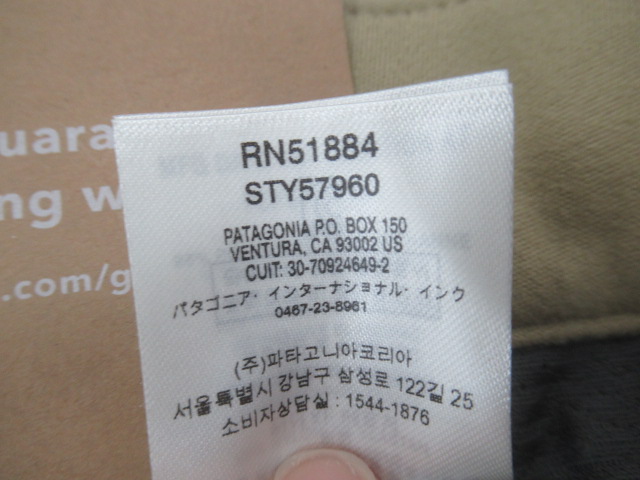 uara
ng w
.com/g
RN51884
STY57960
PATAGONIA P.O. BOX 150
VENTURA, CA 93002 US
CUIT: 30-70924649-2
パタゴニア・インターナショナル・インク
0467-23-8961
(주)파타고니아코리아
서울특별시 강남구 삼성로 122길 25
소비자상담실 : 1544-1876